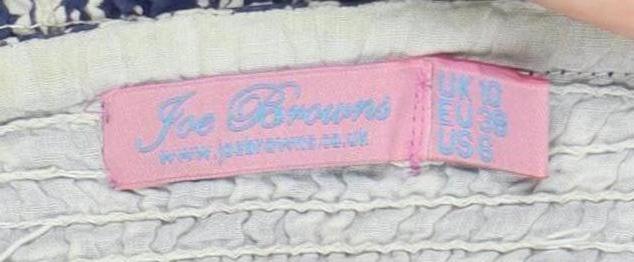 Joe Browns
www.joebrowns.co.uk
UK 10
EU 38
US 6